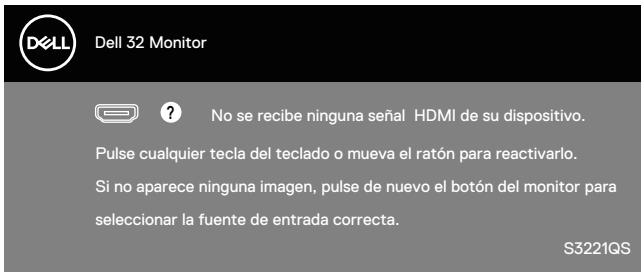 DELL
Dell 32 Monitor
? No se recibe ninguna señal HDMI de su dispositivo.
Pulse cualquier tecla del teclado o mueva el ratón para reactivarlo.
Si no aparece ninguna imagen, pulse de nuevo el botón del monitor para
seleccionar la fuente de entrada correcta.
S3221QS